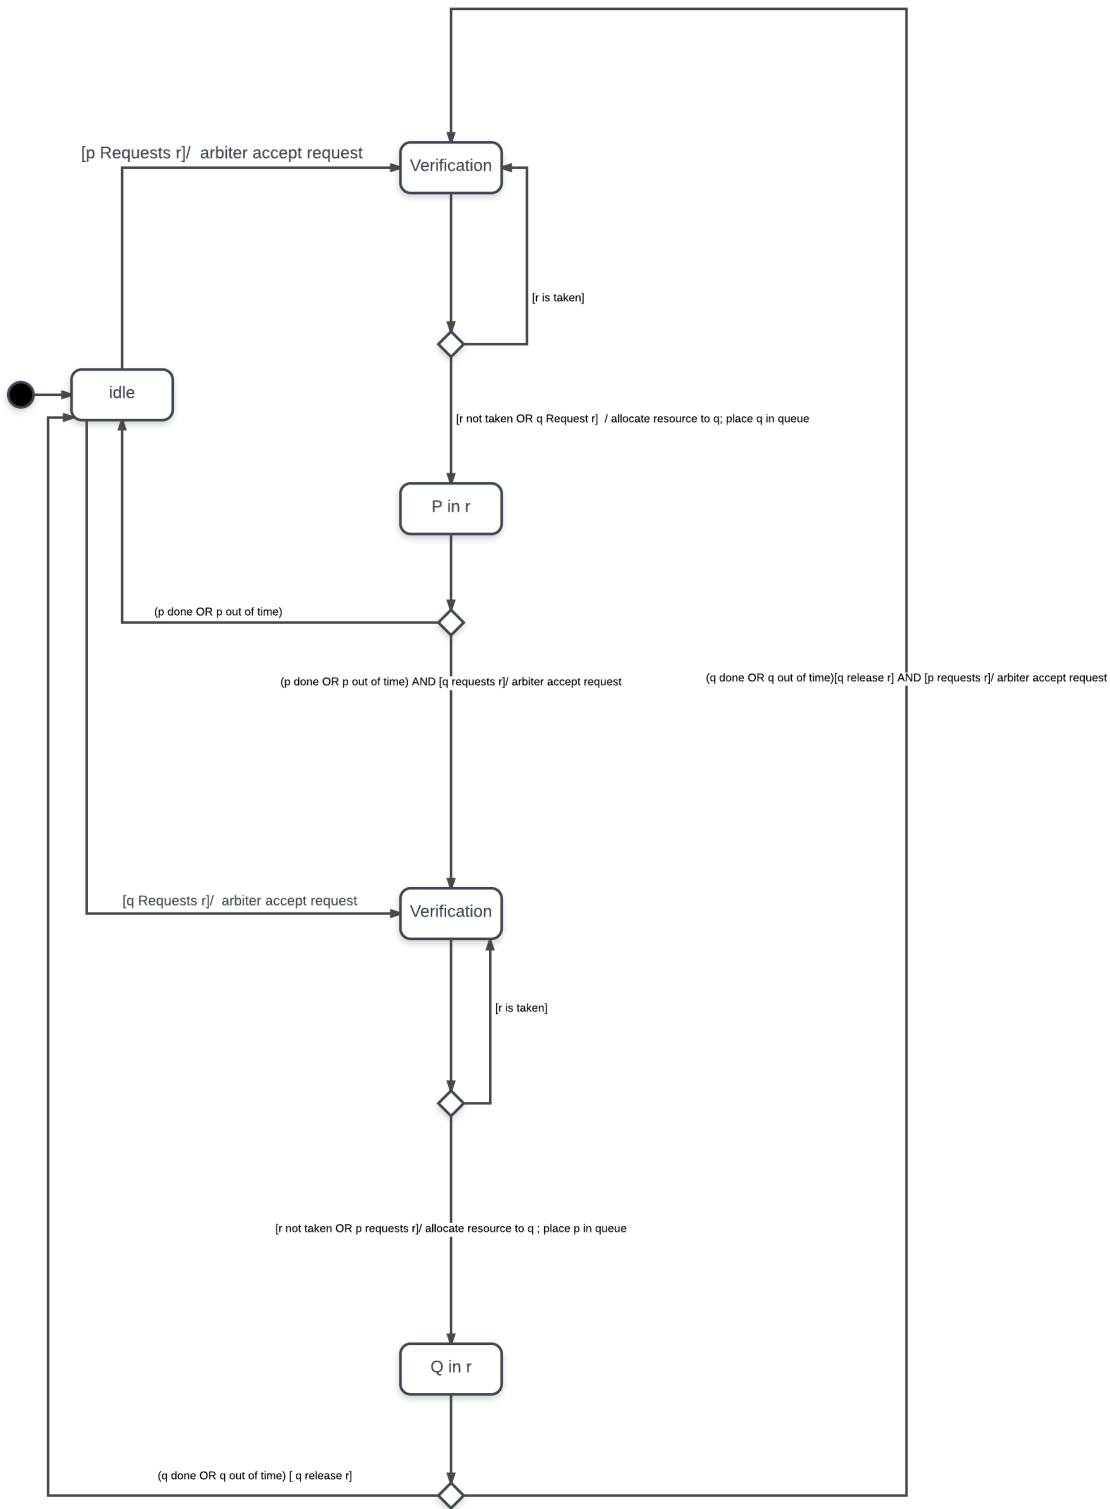 [p Requests r]/  arbiter accept request
Verification
[r is taken]
idle
[r not taken OR q Request r]  / allocate resource to q; place q in queue
P in r
(p done OR p out of time)
(p done OR p out of time) AND [q requests r]/ arbiter accept request
(q done OR q out of time)[q release r] AND [p requests r]/ arbiter accept request
[q Requests r]/  arbiter accept request
Verification
[r is taken]
[r not taken OR p requests r]/ allocate resource to q ; place p in queue
Q in r
(q done OR q out of time) [ q release r]